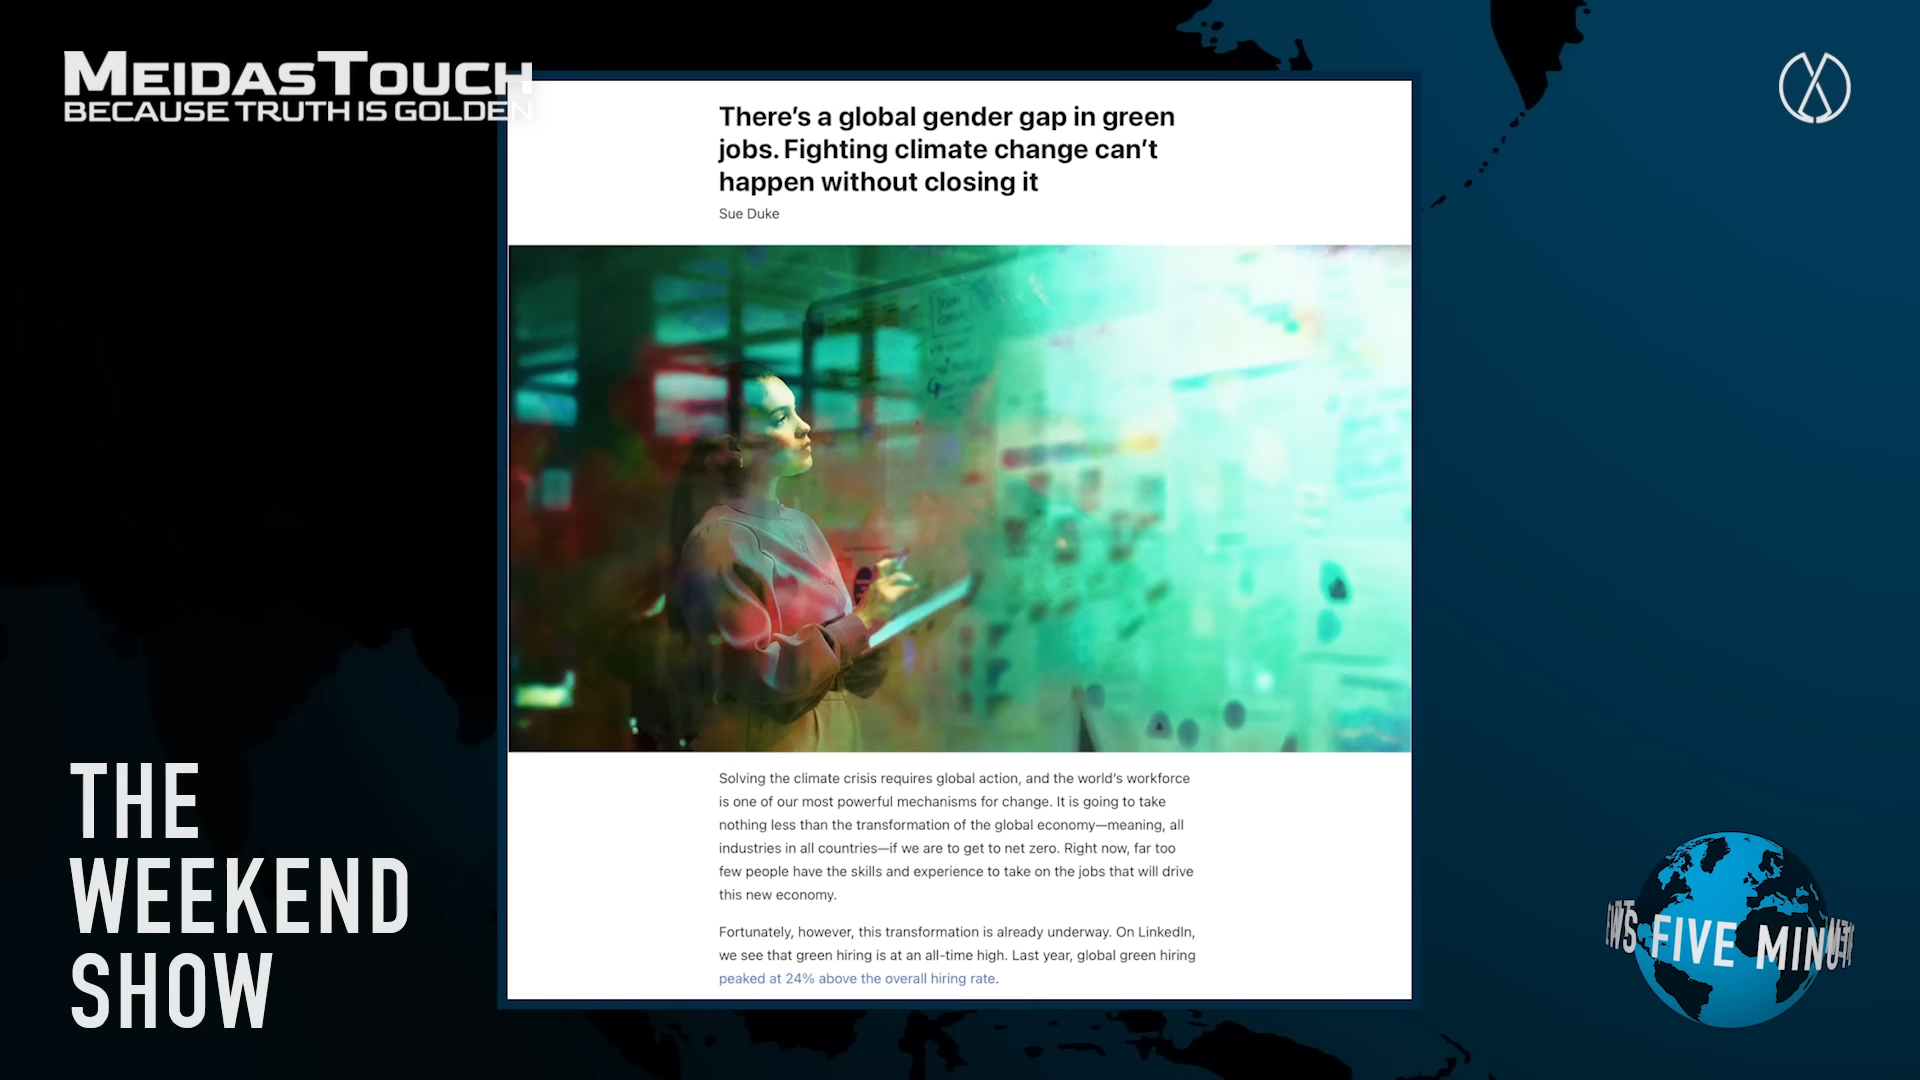 MEIDASTOUCH
BECAUSE TRUTH IS GOLDEN
There's a global gender gap in green
jobs. Fighting climate change can't
happen without closing it
Sue Duke
Solving the climate crisis requires global action, and the world's workforce
is one of our most powerful mechanisms for change. It is going to take
nothing less than the transformation of the global economy—meaning, all
industries in all countries—if we are to get to net zero. Right now, far too
few people have the skills and experience to take on the jobs that will drive
this new economy.
Fortunately, however, this transformation is already underway. On LinkedIn,
we see that green hiring is at an all-time high. Last year, global green hiring
peaked at 24% above the overall hiring rate.
THE
WEEKEND
SHOW
FIVE